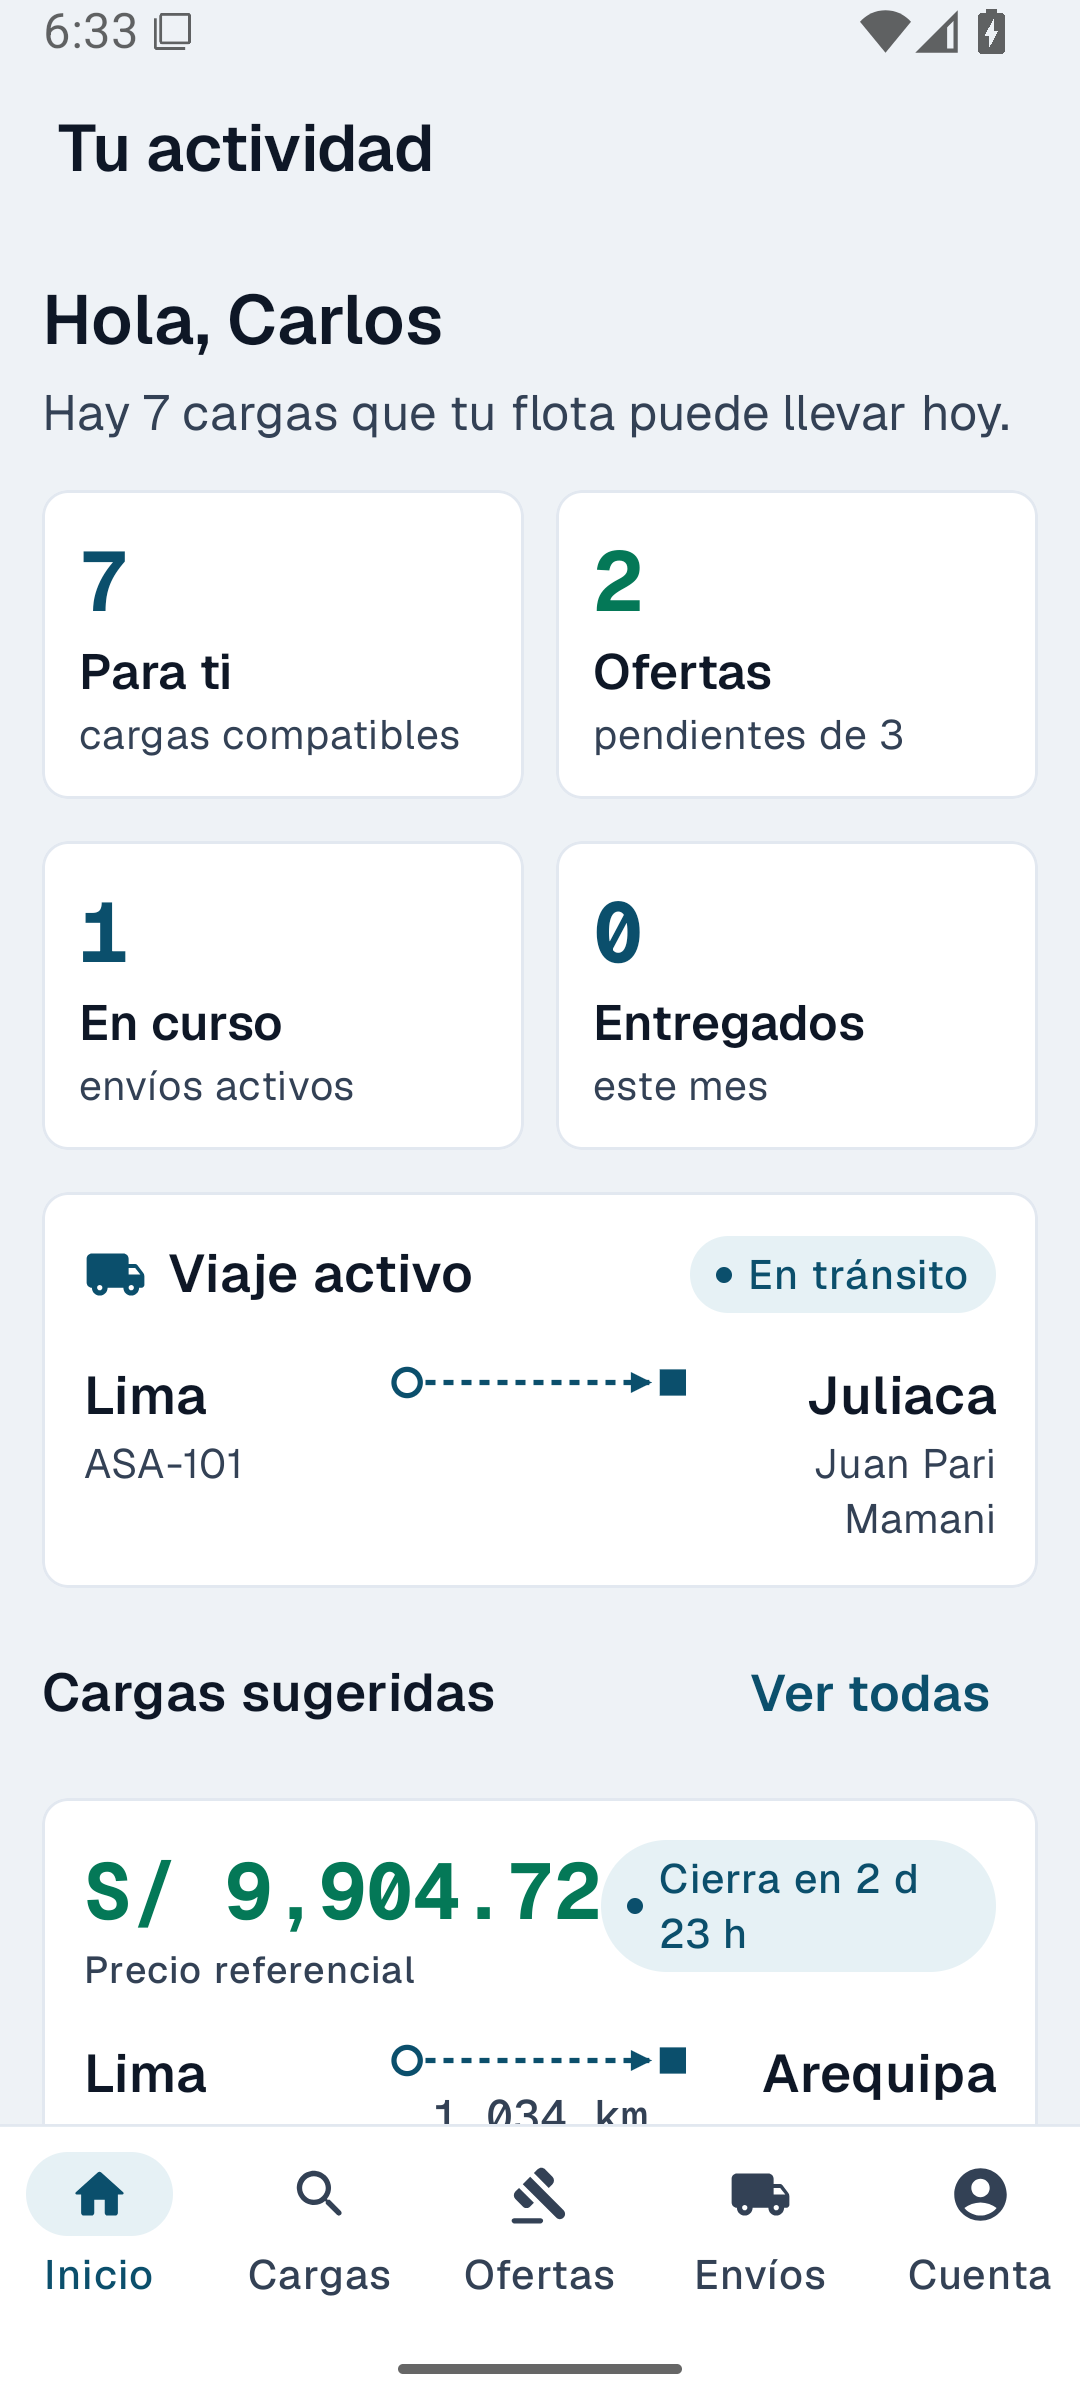 6:33
Tu actividad
Hola, Carlos
Hay 7 cargas que tu flota puede llevar hoy.
7
Para ti
cargas compatibles
2
Ofertas
pendientes de 3
1
En curso
envíos activos
0
Entregados
este mes
Viaje activo
En tránsito
Lima
ASA-101
Juliaca
Juan Pari
Mamani
Cargas sugeridas
Ver todas
S/ 9,904.72
Precio referencial
Cierra en 2 d
23 h
Lima
1,034 km
Arequipa
Inicio
Cargas
Ofertas
Envíos
Cuenta